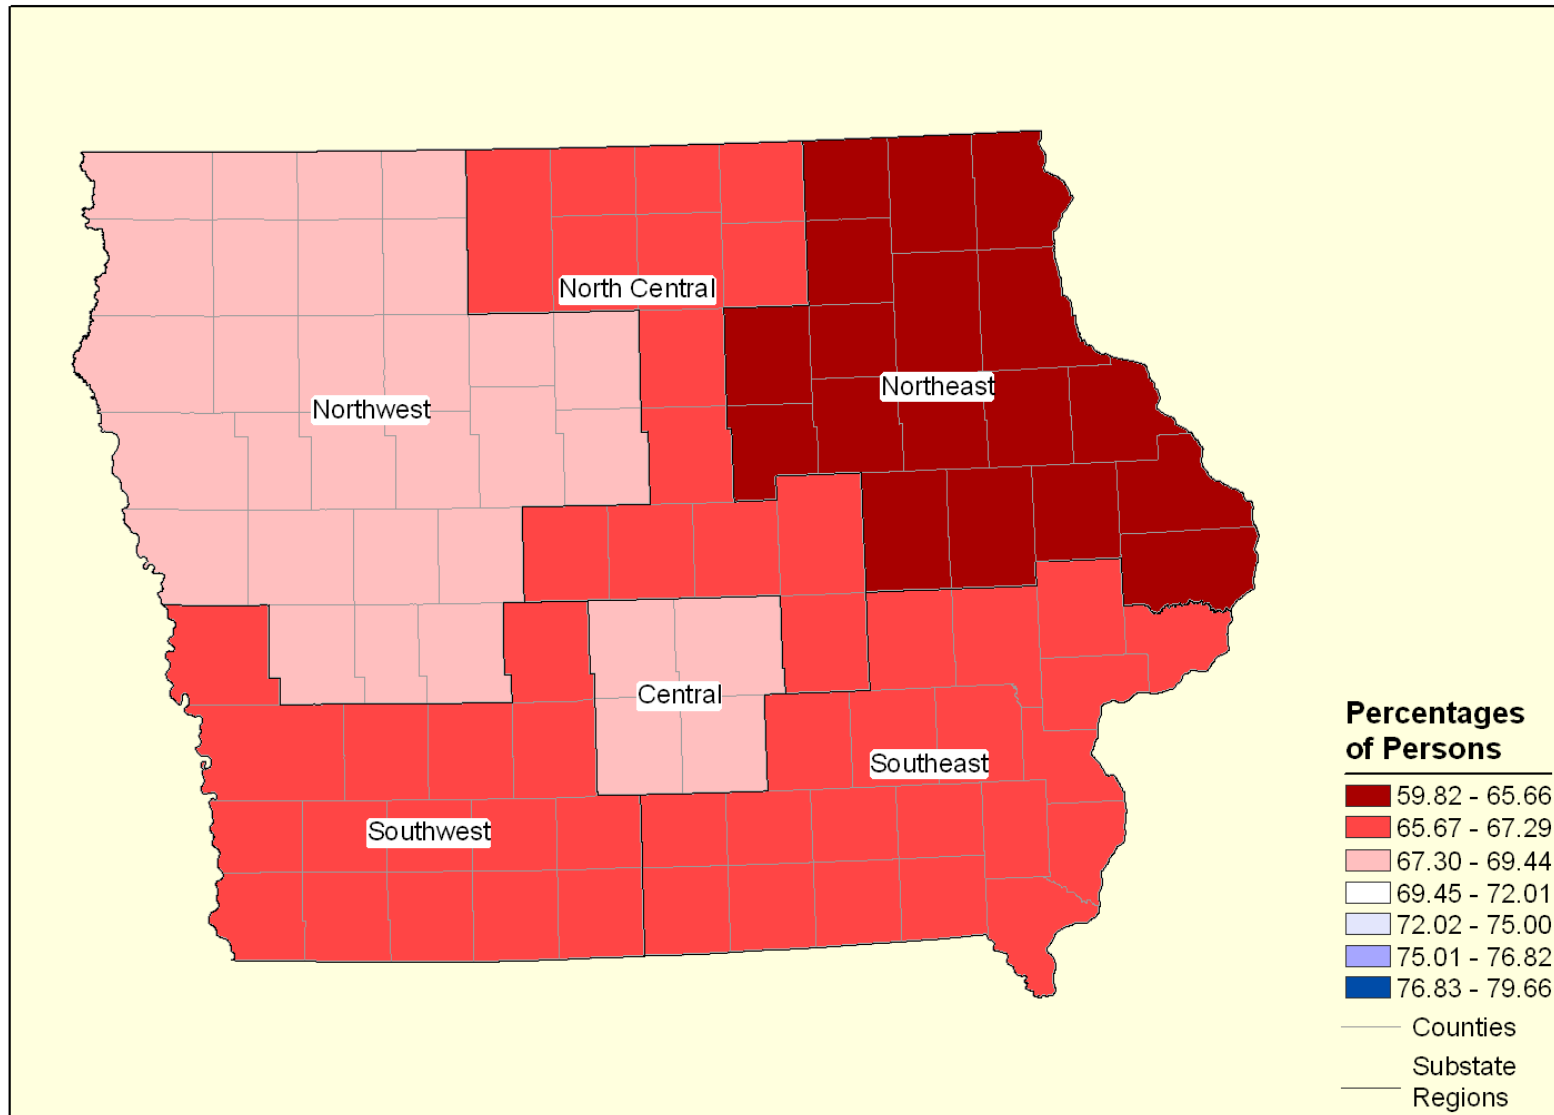 North Central
Northeast
Northwest
Central
Southeast
Southwest
Percentages
of Persons
59.82 - 65.66
65.67 - 67.29
67.30 - 69.44
69.45 - 72.01
72.02 - 75.00
75.01 - 76.82
76.83 - 79.66
Counties
Substate
Regions